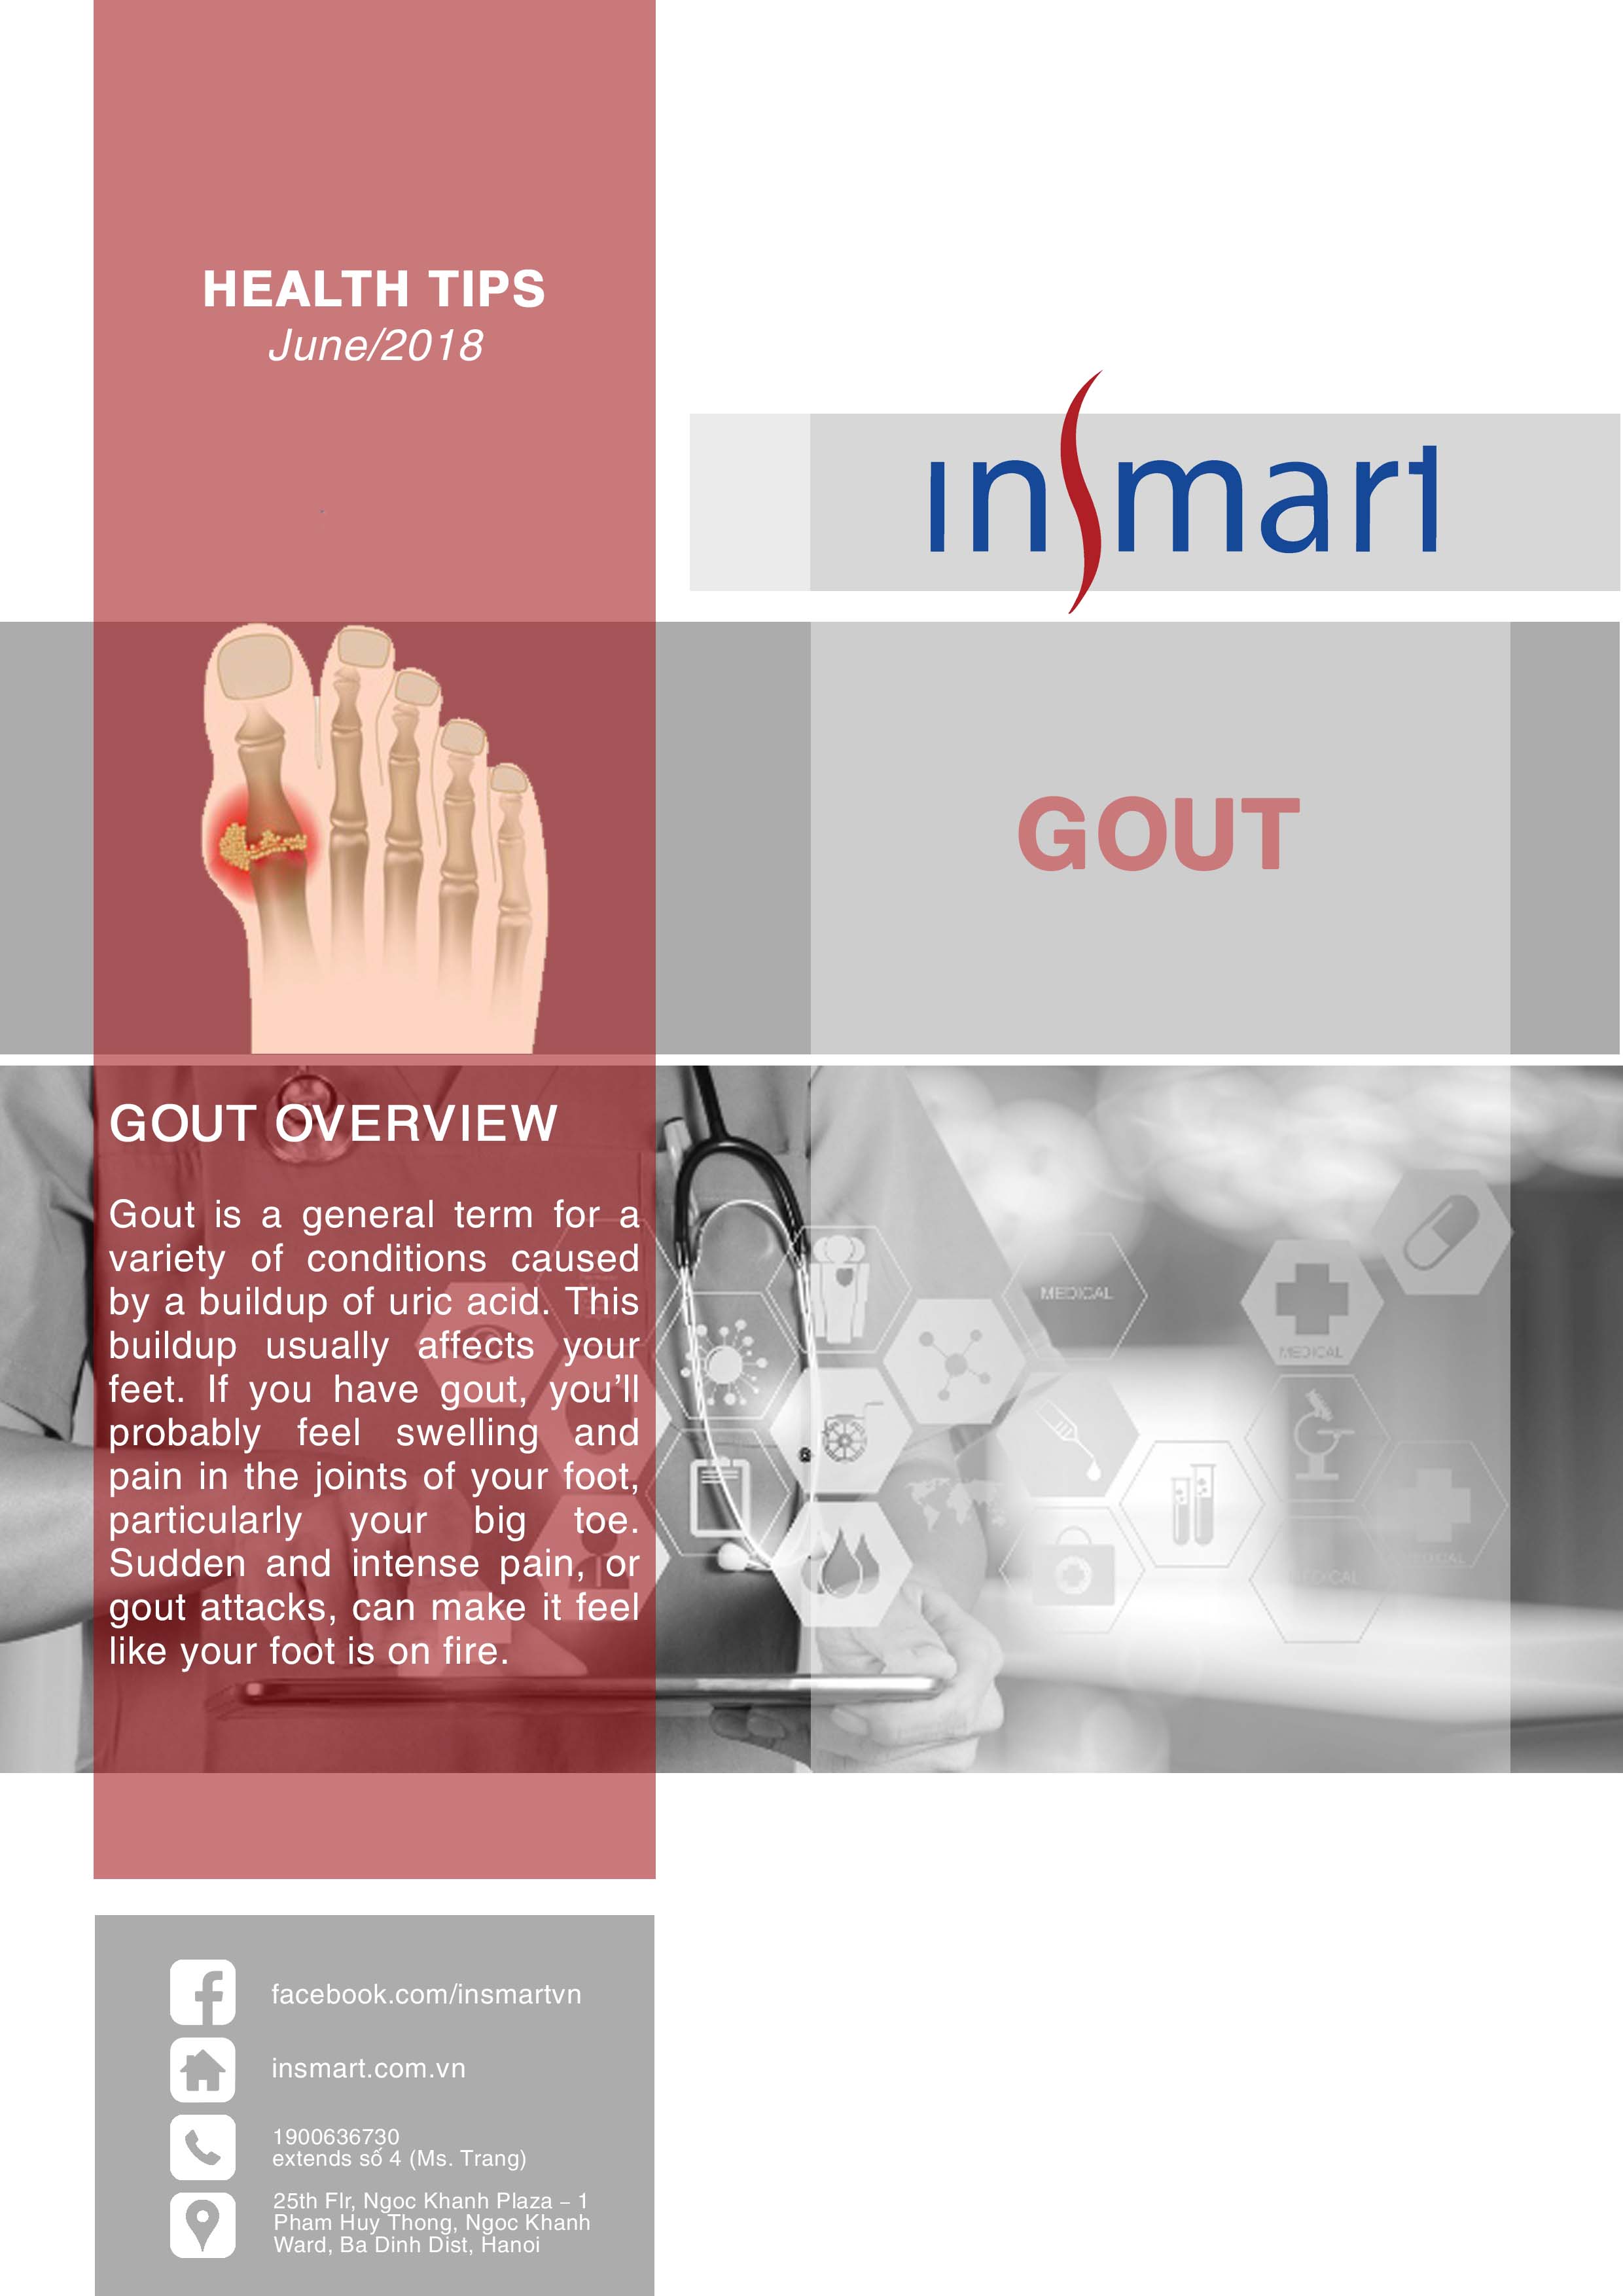 HEALTH TIPS
June/2018
insmart
GOUT
GOUT OVERVIEW
Gout is a general term for a
variety of conditions caused
by a buildup of uric acid. This
buildup usually affects your
feet. If you have gout, you’ll
probably feel swelling and
pain in the joints of your foot,
particularly your big toe.
Sudden and intense pain, or
gout attacks, can make it feel
like your foot is on fire.
MEDICAL
MEDICAL
facebook.com/insmartvn
insmart.com.vn
1900636730
extends số 4 (Ms. Trang)
25th Flr, Ngoc Khanh Plaza – 1
Pham Huy Thong, Ngoc Khanh
Ward, Ba Dinh Dist, Hanoi